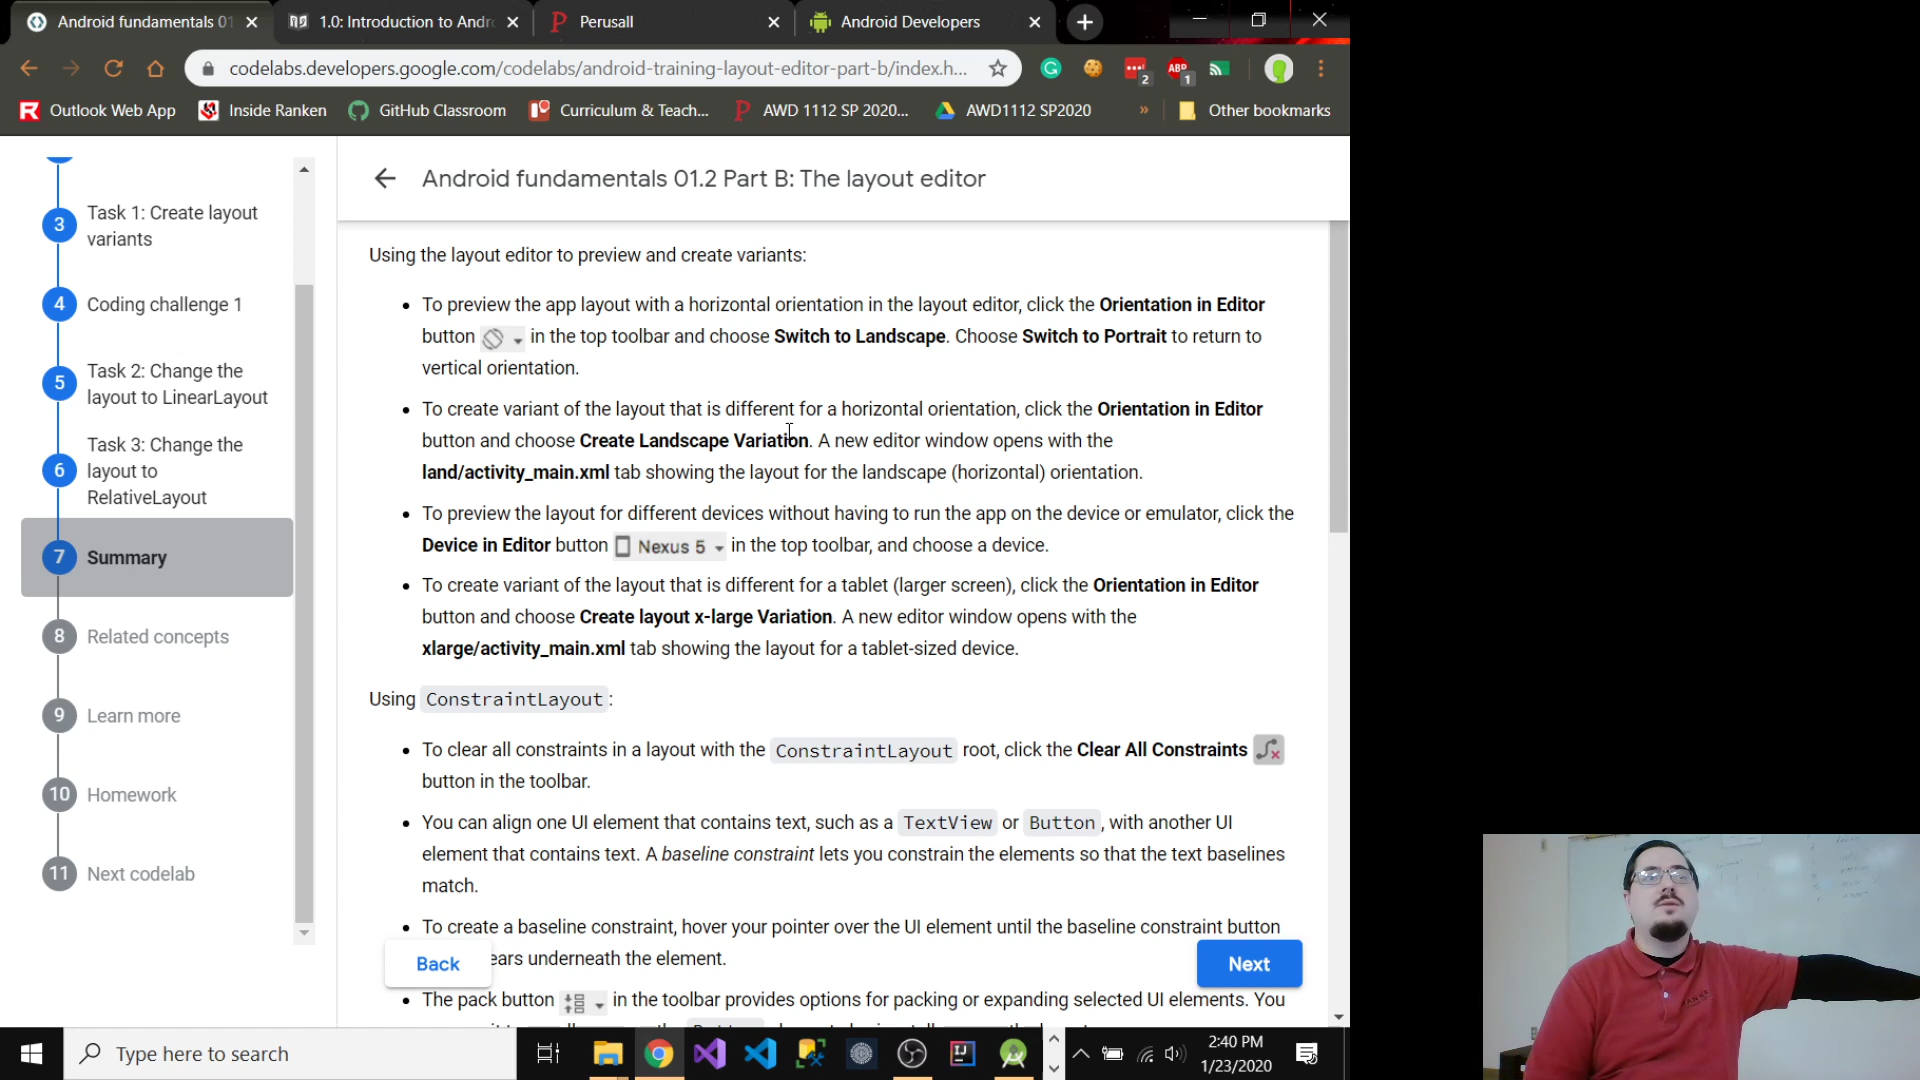 Android fundamentals 01
1.0: Introduction to Andr
Perusall
Android Developers
codelabs.developers.google.com/codelabs/android-training-layout-editor-part-b/index.h...
2
ABP
1
Outlook Web App
Inside Ranken
GitHub Classroom
Curriculum & Teach...
AWD 1112 SP 2020...
AWD1112 SP2020
»
Other bookmarks
3
Task 1: Create layout
variants
4
Coding challenge 1
5
Task 2: Change the
layout to LinearLayout
6
Task 3: Change the
layout to
RelativeLayout
7
Summary
8
Related concepts
9
Learn more
10
Homework
11
Next codelab
Android fundamentals 01.2 Part B: The layout editor
Using the layout editor to preview and create variants:
• To preview the app layout with a horizontal orientation in the layout editor, click the Orientation in Editor
button in the top toolbar and choose Switch to Landscape. Choose Switch to Portrait to return to
vertical orientation.
• To create variant of the layout that is different for a horizontal orientation, click the Orientation in Editor
button and choose Create Landscape Variation. A new editor window opens with the
land/activity_main.xml tab showing the layout for the landscape (horizontal) orientation.
• To preview the layout for different devices without having to run the app on the device or emulator, click the
Device in Editor button Nexus 5 in the top toolbar, and choose a device.
• To create variant of the layout that is different for a tablet (larger screen), click the Orientation in Editor
button and choose Create layout x-large Variation. A new editor window opens with the
xlarge/activity_main.xml tab showing the layout for a tablet-sized device.
Using ConstraintLayout:
• To clear all constraints in a layout with the ConstraintLayout root, click the Clear All Constraints
button in the toolbar.
• You can align one UI element that contains text, such as a TextView or Button, with another UI
element that contains text. A baseline constraint lets you constrain the elements so that the text baselines
match.
• To create a baseline constraint, hover your pointer over the UI element until the baseline constraint button
ears underneath the element.
• The pack button in the toolbar provides options for packing or expanding selected UI elements. You
Back
Next
Type here to search
2:40 PM
1/23/2020